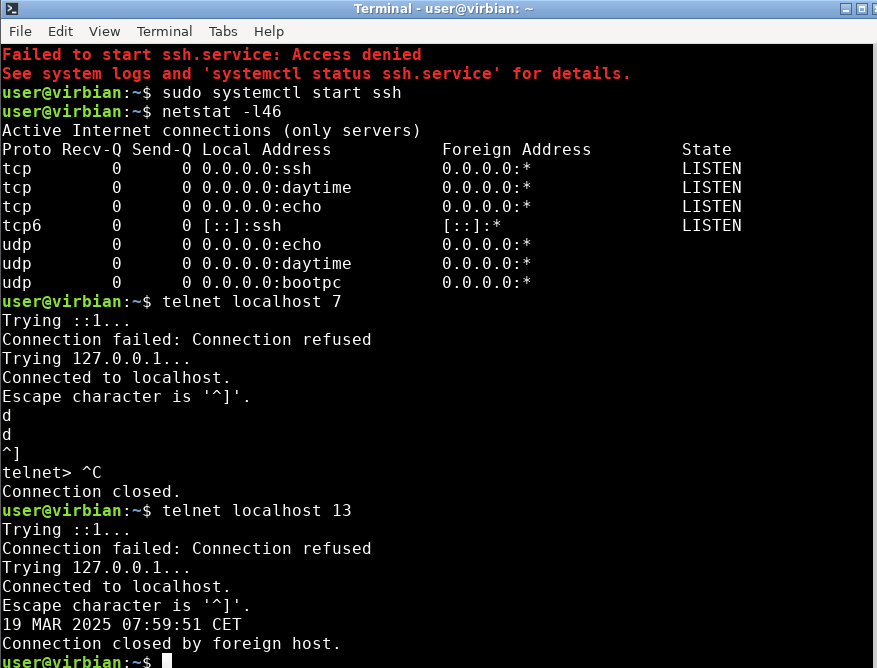 Terminal - user@virbian: ~
File Edit View Terminal Tabs Help
Failed to start ssh.service: Access denied
See system logs and 'systemctl status ssh.service' for details.
user@virbian:~$ sudo systemctl start ssh
user@virbian:~$ netstat -l46
Active Internet connections (only servers)
Proto Recv-Q Send-Q Local Address           Foreign Address         State
tcp        0      0 0.0.0.0:ssh             0.0.0.0:*               LISTEN
tcp        0      0 0.0.0.0:daytime         0.0.0.0:*               LISTEN
tcp        0      0 0.0.0.0:echo            0.0.0.0:*               LISTEN
tcp6       0      0 [::]:ssh                [::]:*                  LISTEN
udp        0      0 0.0.0.0:echo            0.0.0.0:*
udp        0      0 0.0.0.0:daytime         0.0.0.0:*
udp        0      0 0.0.0.0:bootpc          0.0.0.0:*
user@virbian:~$ telnet localhost 7
Trying ::1...
Connection failed: Connection refused
Trying 127.0.0.1...
Connected to localhost.
Escape character is '^]'.
d
d
^]
telnet> ^C
Connection closed.
user@virbian:~$ telnet localhost 13
Trying ::1...
Connection failed: Connection refused
Trying 127.0.0.1...
Connected to localhost.
Escape character is '^]'.
19 MAR 2025 07:59:51 CET
Connection closed by foreign host.
user@virbian:~$